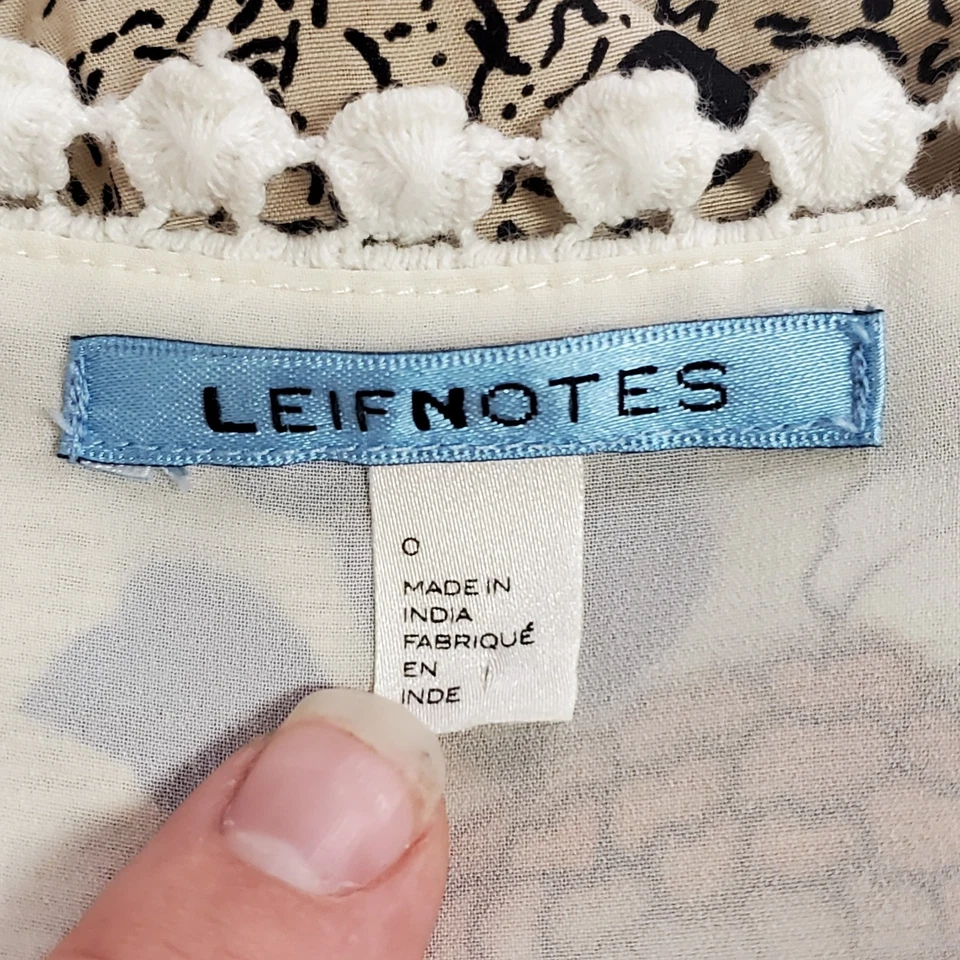 LEIFNOTES
0
MADE IN
INDIA
FABRIQUÉ
EN
INDE